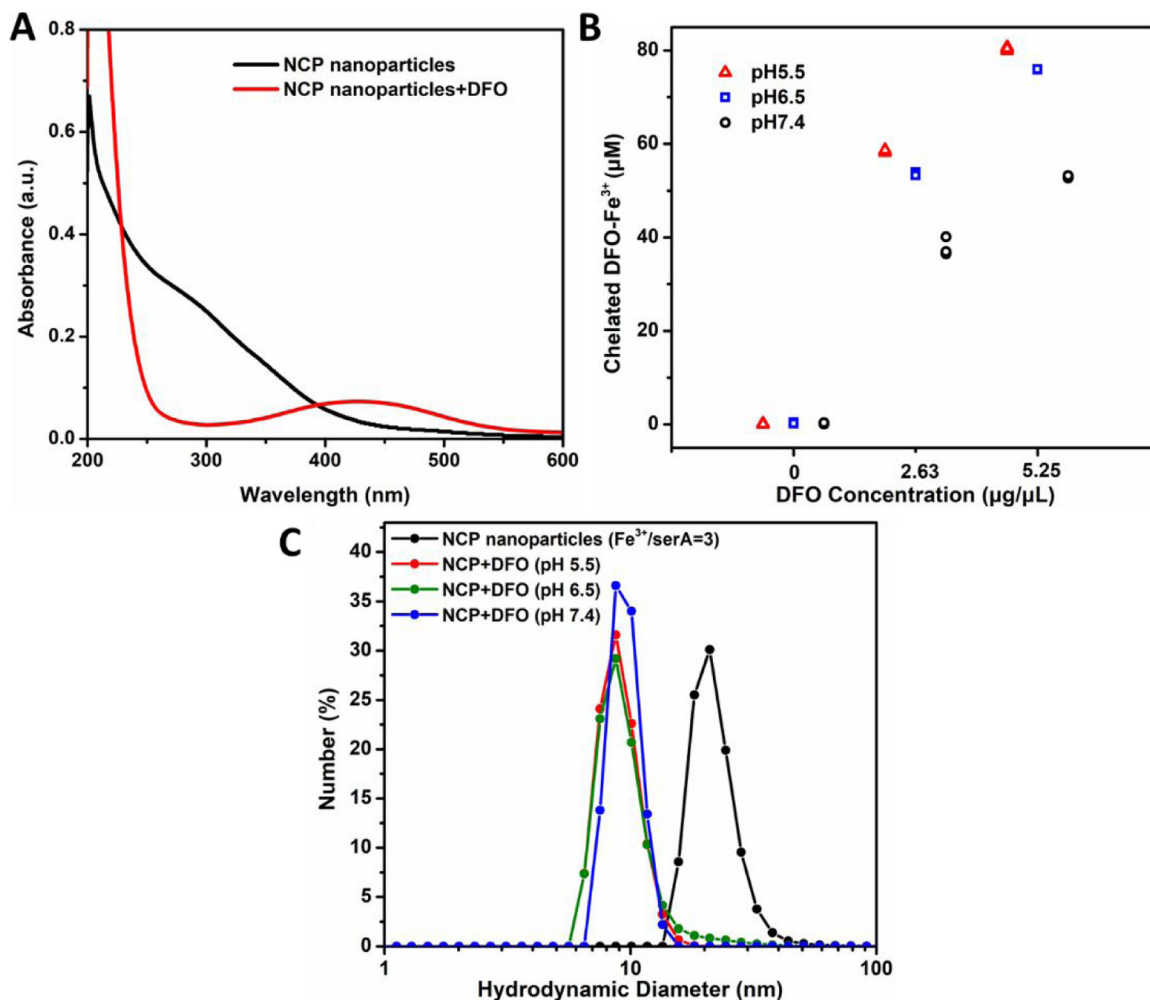 A
NCP nanoparticles
NCP nanoparticles+DFO
0.8
0.6
0.4
0.2
0.0
Absorbance (a.u.)
200 300 400 500 600
Wavelength (nm)
B
pH5.5
pH6.5
pH7.4
80
60
40
20
0
Chelated DFO-Fe³⁺ (µM)
0 2.63 5.25
DFO Concentration (µg/µL)
C
NCP nanoparticles (Fe³⁺/serA=3)
NCP+DFO (pH 5.5)
NCP+DFO (pH 6.5)
NCP+DFO (pH 7.4)
40
35
30
25
20
15
10
5
0
Number (%)
1 10 100
Hydrodynamic Diameter (nm)